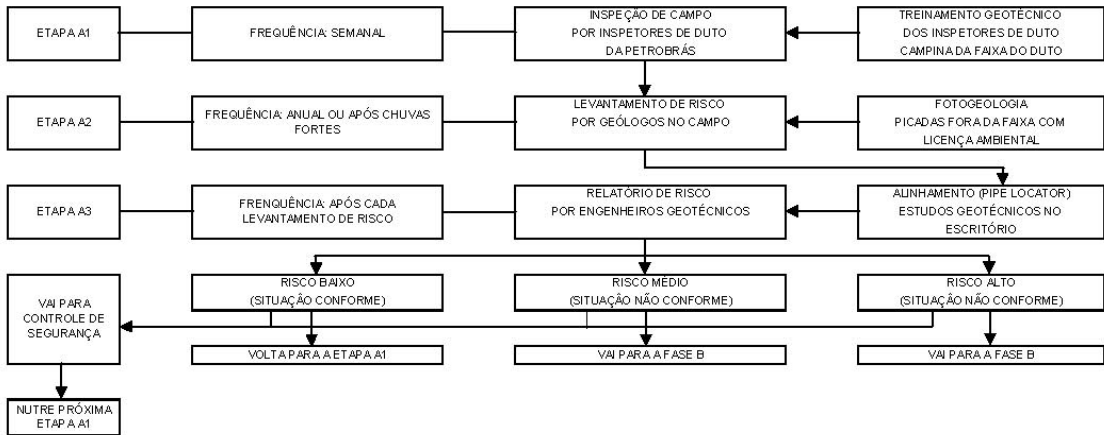 ETAPA A1
FREQUÊNCIA: SEMANAL
INSPEÇÃO DE CAMPO
POR INSPETORES DE DUTO
DA PETROBRÁS
TREINAMENTO GEOTÉCNICO
DOS INSPETORES DE DUTO
CAMPINA DA FAIXA DO DUTO
ETAPA A2
FREQUÊNCIA: ANUAL OU APÓS CHUVAS
FORTES
LEVANTAMENTO DE RISCO
POR GEÓLOGOS NO CAMPO
FOTOGEOLOGIA
PICADAS FORA DA FAIXA COM
LICENÇA AMBIENTAL
ETAPA A3
FRENQUÊNCIA: APÓS CADA
LEVANTAMENTO DE RISCO
RELATÓRIO DE RISCO
POR ENGENHEIROS GEOTÉCNICOS
ALINHAMENTO (PIPE LOCATOR)
ESTUDOS GEOTÉCNICOS NO
ESCRITÓRIO
VAI PARA
CONTROLE DE
SEGURANÇA
RISCO BAIXO
(SITUAÇÂO CONFORME)
RISCO MÉDIO
(SITUAÇÂO NÃO CONFORME)
RISCO ALTO
(SITUAÇÂO NÃO CONFORME)
VOLTA PARA A ETAPA A1
VAI PARA A FASE B
VAI PARA A FASE B
NUTRE PRÓXIMA
ETAPA A1